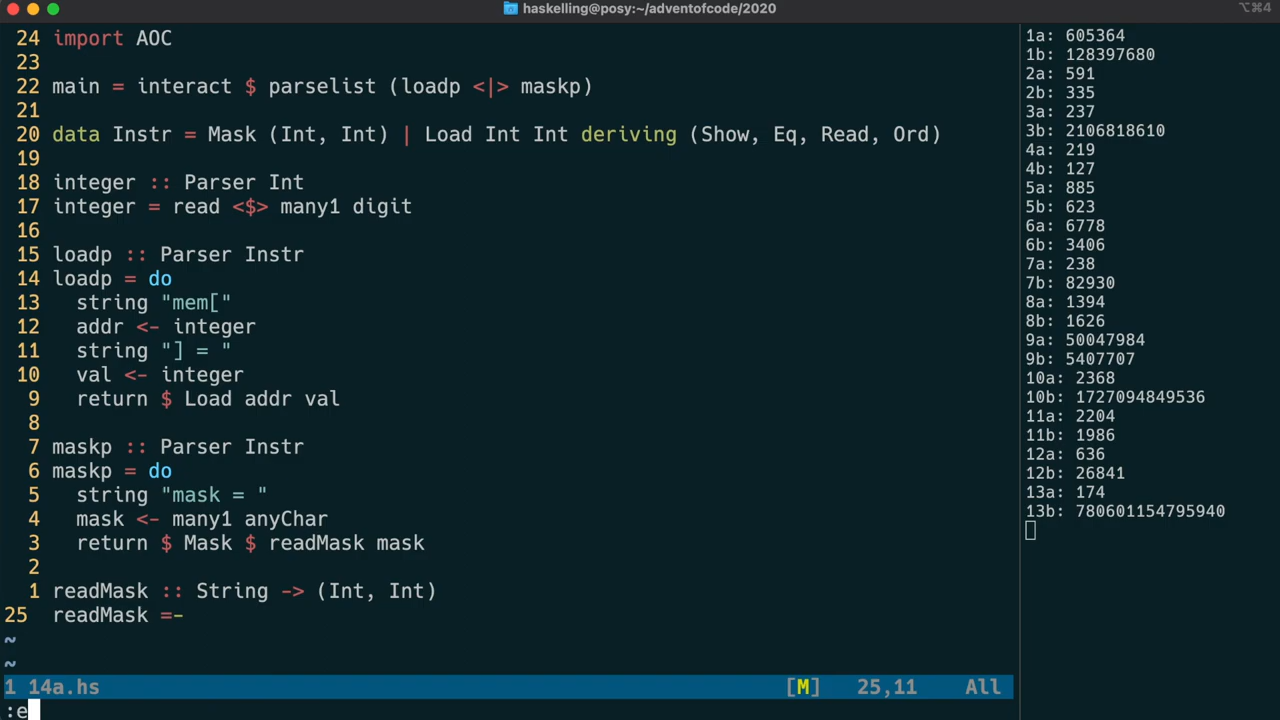 haskelling@posy:~/adventofcode/2020
⌥⌘4
24 import AOC
23
22 main = interact $ parselist (loadp <|> maskp)
21
20 data Instr = Mask (Int, Int) | Load Int Int deriving (Show, Eq, Read, Ord)
19
18 integer :: Parser Int
17 integer = read <$> many1 digit
16
15 loadp :: Parser Instr
14 loadp = do
13   string "mem["
12   addr <- integer
11   string "] = "
10   val <- integer
9   return $ Load addr val
8
7 maskp :: Parser Instr
6 maskp = do
5   string "mask = "
4   mask <- many1 anyChar
3   return $ Mask $ readMask mask
2
1 readMask :: String -> (Int, Int)
25 readMask =-
~
~
1 14a.hs [M] 25,11 All
:e
1a: 605364
1b: 128397680
2a: 591
2b: 335
3a: 237
3b: 2106818610
4a: 219
4b: 127
5a: 885
5b: 623
6a: 6778
6b: 3406
7a: 238
7b: 82930
8a: 1394
8b: 1626
9a: 50047984
9b: 5407707
10a: 2368
10b: 1727094849536
11a: 2204
11b: 1986
12a: 636
12b: 26841
13a: 174
13b: 780601154795940